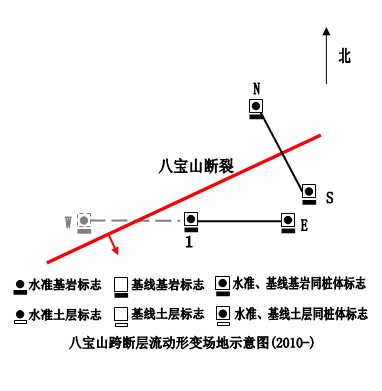 北
N
八宝山断裂
S
W
1
E
水准基岩标志 基线基岩标志 水准、基线基岩同桩体标志
水准土层标志 基线土层标志 水准、基线土层同桩体标志
八宝山跨断层流动形变场地示意图(2010-)